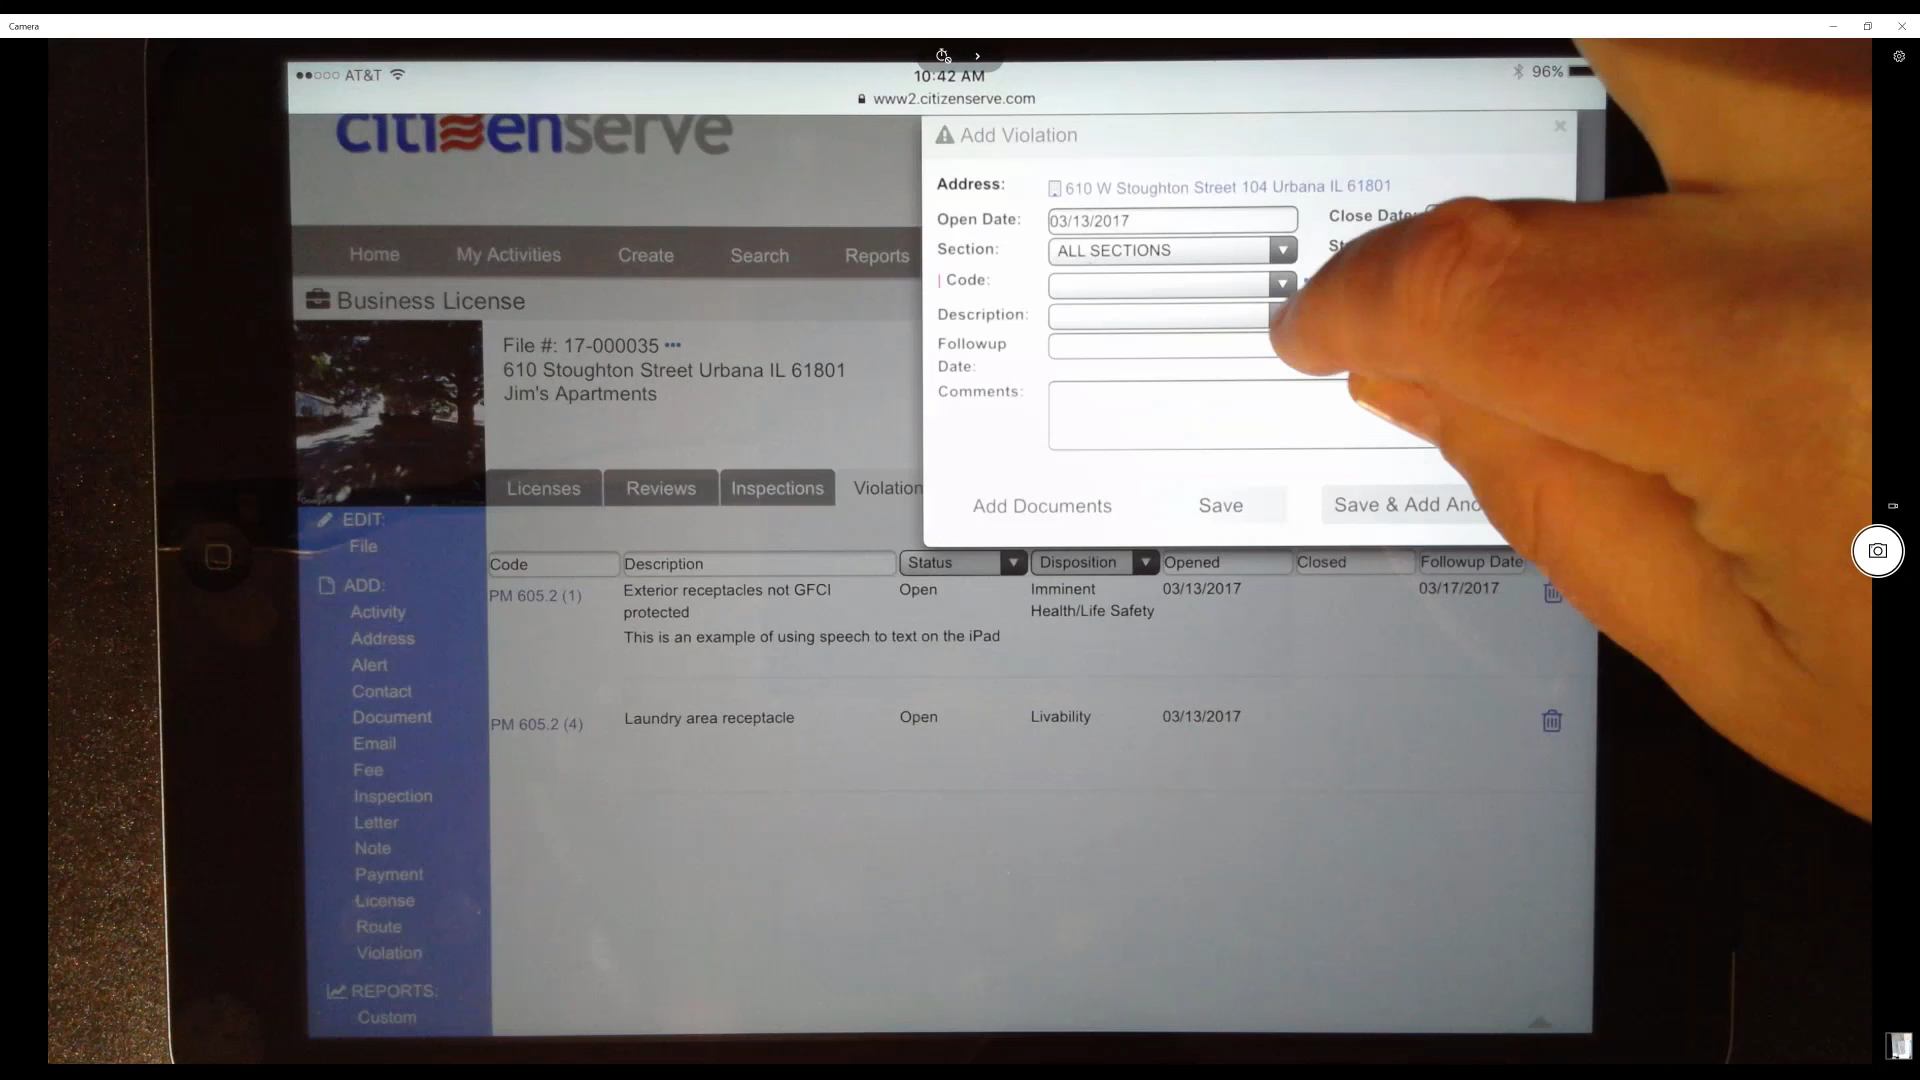 Camera
AT&T
10:42 AM
96%
www2.citizenserve.com
citizenserve
Add Violation
Address:
610 W Stoughton Street 104 Urbana IL 61801
Open Date:
03/13/2017
Close Date:
Section:
ALL SECTIONS
St
Code:
Description:
Followup
Date:
Comments:
Add Documents
Save
Save & Add Ano
Home
My Activities
Create
Search
Reports
Business License
File #: 17-000035
610 Stoughton Street Urbana IL 61801
Jim's Apartments
Licenses
Reviews
Inspections
Violation
EDIT:
File
ADD:
Activity
Address
Alert
Contact
Document
Email
Fee
Inspection
Letter
Note
Payment
License
Route
Violation
REPORTS:
Custom
Code
Description
Status
Disposition
Opened
Closed
Followup Date
PM 605.2 (1)
Exterior receptacles not GFCI
protected
Open
Imminent
Health/Life Safety
03/13/2017
03/17/2017
This is an example of using speech to text on the iPad
PM 605.2 (4)
Laundry area receptacle
Open
Livability
03/13/2017